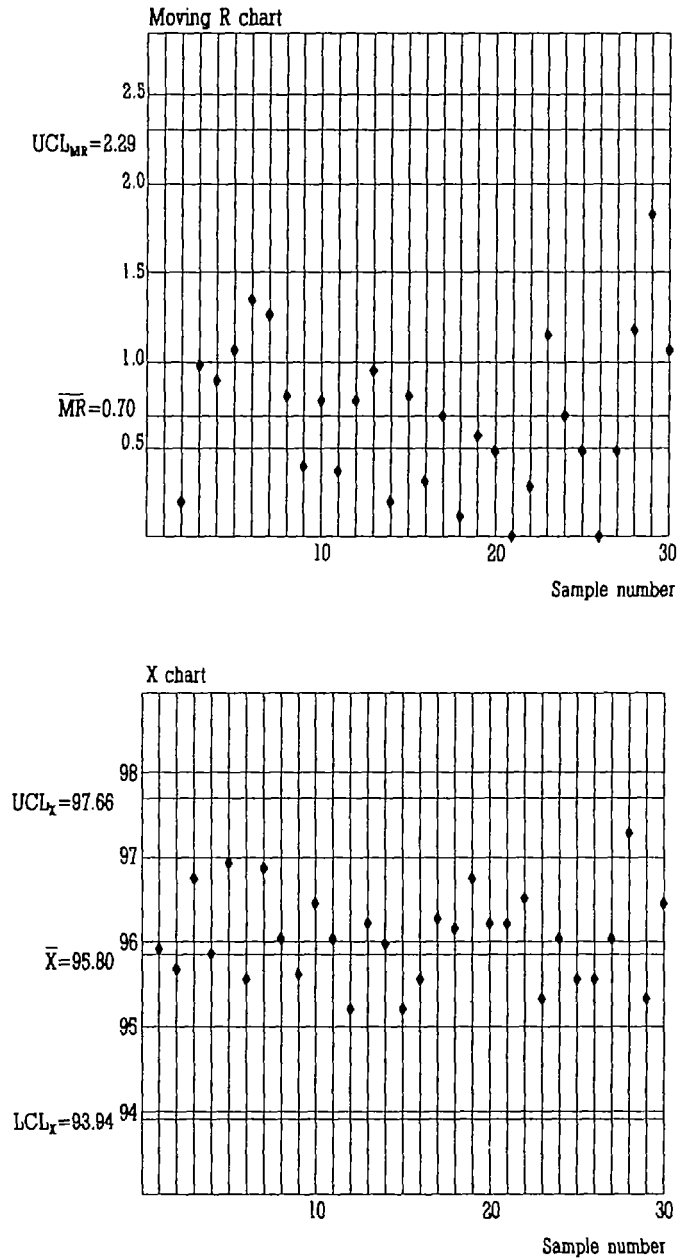 Moving R chart
2.5
UCL_MR=2.29
2.0
1.5
1.0
M̅R̅=0.70
0.5
10 20 30
Sample number
X chart
98
UCL_X=97.66
97
96
X̅=95.80
95
94
LCL_X=93.94
10 20 30
Sample number